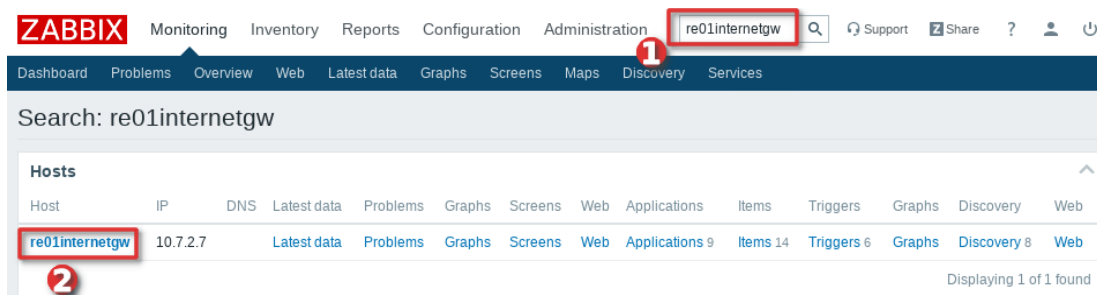 ZABBIX Monitoring Inventory Reports Configuration Administration re01internetgw Support Z Share ?
1
Dashboard Problems Overview Web Latest data Graphs Screens Maps Discovery Services
Search: re01internetgw
Hosts
Host IP DNS Latest data Problems Graphs Screens Web Applications Items Triggers Graphs Discovery Web
re01internetgw 10.7.2.7 Latest data Problems Graphs Screens Web Applications 9 Items 14 Triggers 6 Graphs Discovery 8 Web
2
Displaying 1 of 1 found